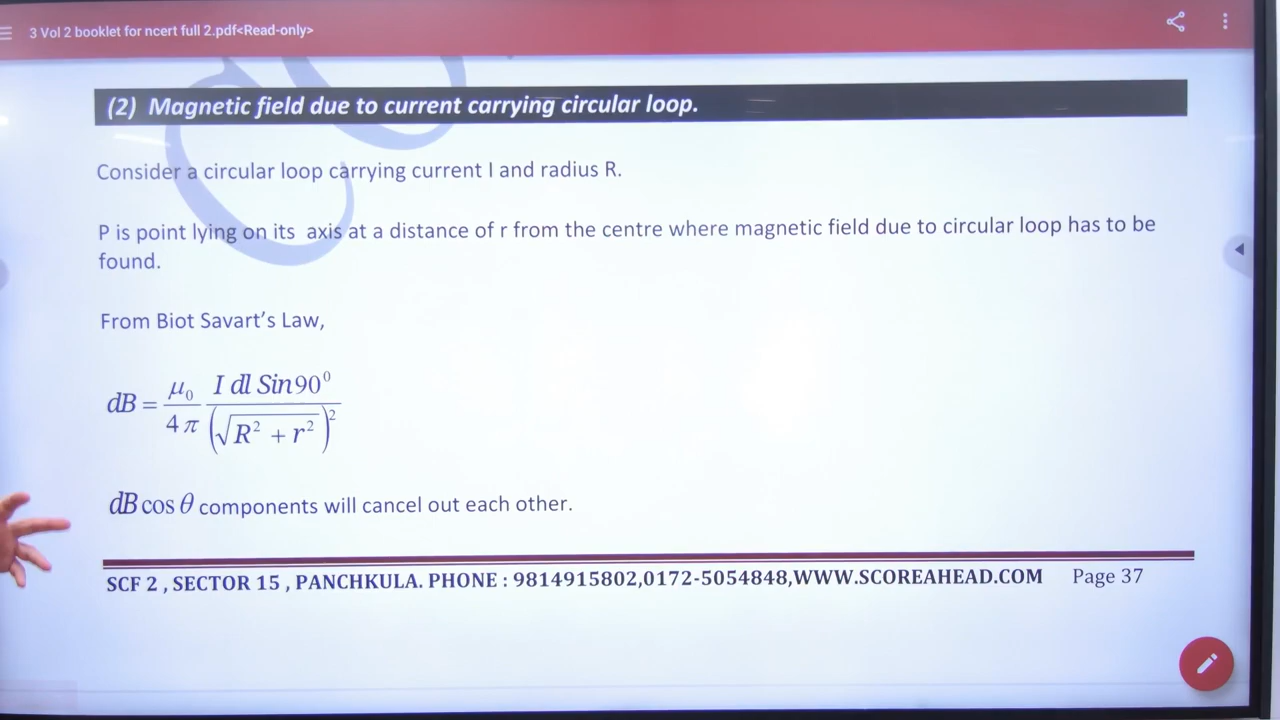 3 Vol 2 booklet for ncert full 2.pdf<Read-only>
(2) Magnetic field due to current carrying circular loop.
Consider a circular loop carrying current I and radius R.
P is point lying on its axis at a distance of r from the centre where magnetic field due to circular loop has to be
found.
From Biot Savart's Law,
dB = μ₀/4π I dl Sin90⁰/(√R² + r²)²
dB cos θ components will cancel out each other.
SCF 2 , SECTOR 15 , PANCHKULA. PHONE : 9814915802,0172-5054848,WWW.SCOREAHEAD.COM Page 37